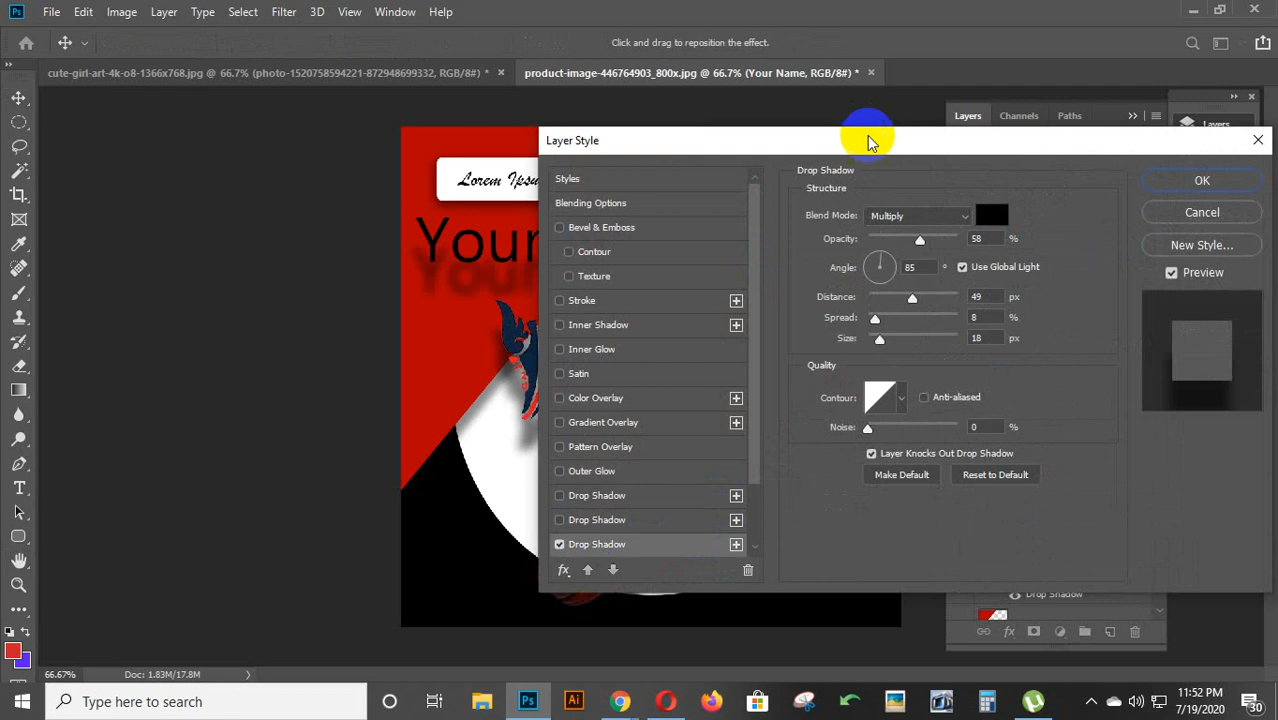 Ps File Edit Image Layer Type Select Filter 3D View Window Help
Click and drag to reposition the effect.
cute-girl-art-4k-o8-1366x768.jpg @ 66.7% (photo-1520758594221-872948699332, RGB/8#) *
product-image-446764903_800x.jpg @ 66.7% (Your Name, RGB/8#) *
Layers Channels Paths
Layers
Layer Style
Lorem Ipsu
Your
Styles
Blending Options
Bevel & Emboss
Contour
Texture
Stroke
Inner Shadow
Inner Glow
Satin
Color Overlay
Gradient Overlay
Pattern Overlay
Outer Glow
Drop Shadow
Drop Shadow
Drop Shadow
fx
Drop Shadow
Structure
Blend Mode: Multiply
Opacity: 58 %
Angle: 85 ° Use Global Light
Distance: 49 px
Spread: 8 %
Size: 18 px
Quality
Contour: Anti-aliased
Noise: 0 %
Layer Knocks Out Drop Shadow
Make Default Reset to Default
OK
Cancel
New Style...
Preview
Drop Shadow
fx
66.67% Doc: 1.83M/17.8M
Type here to search
Ps Ai
11:52 PM
7/19/2020
30